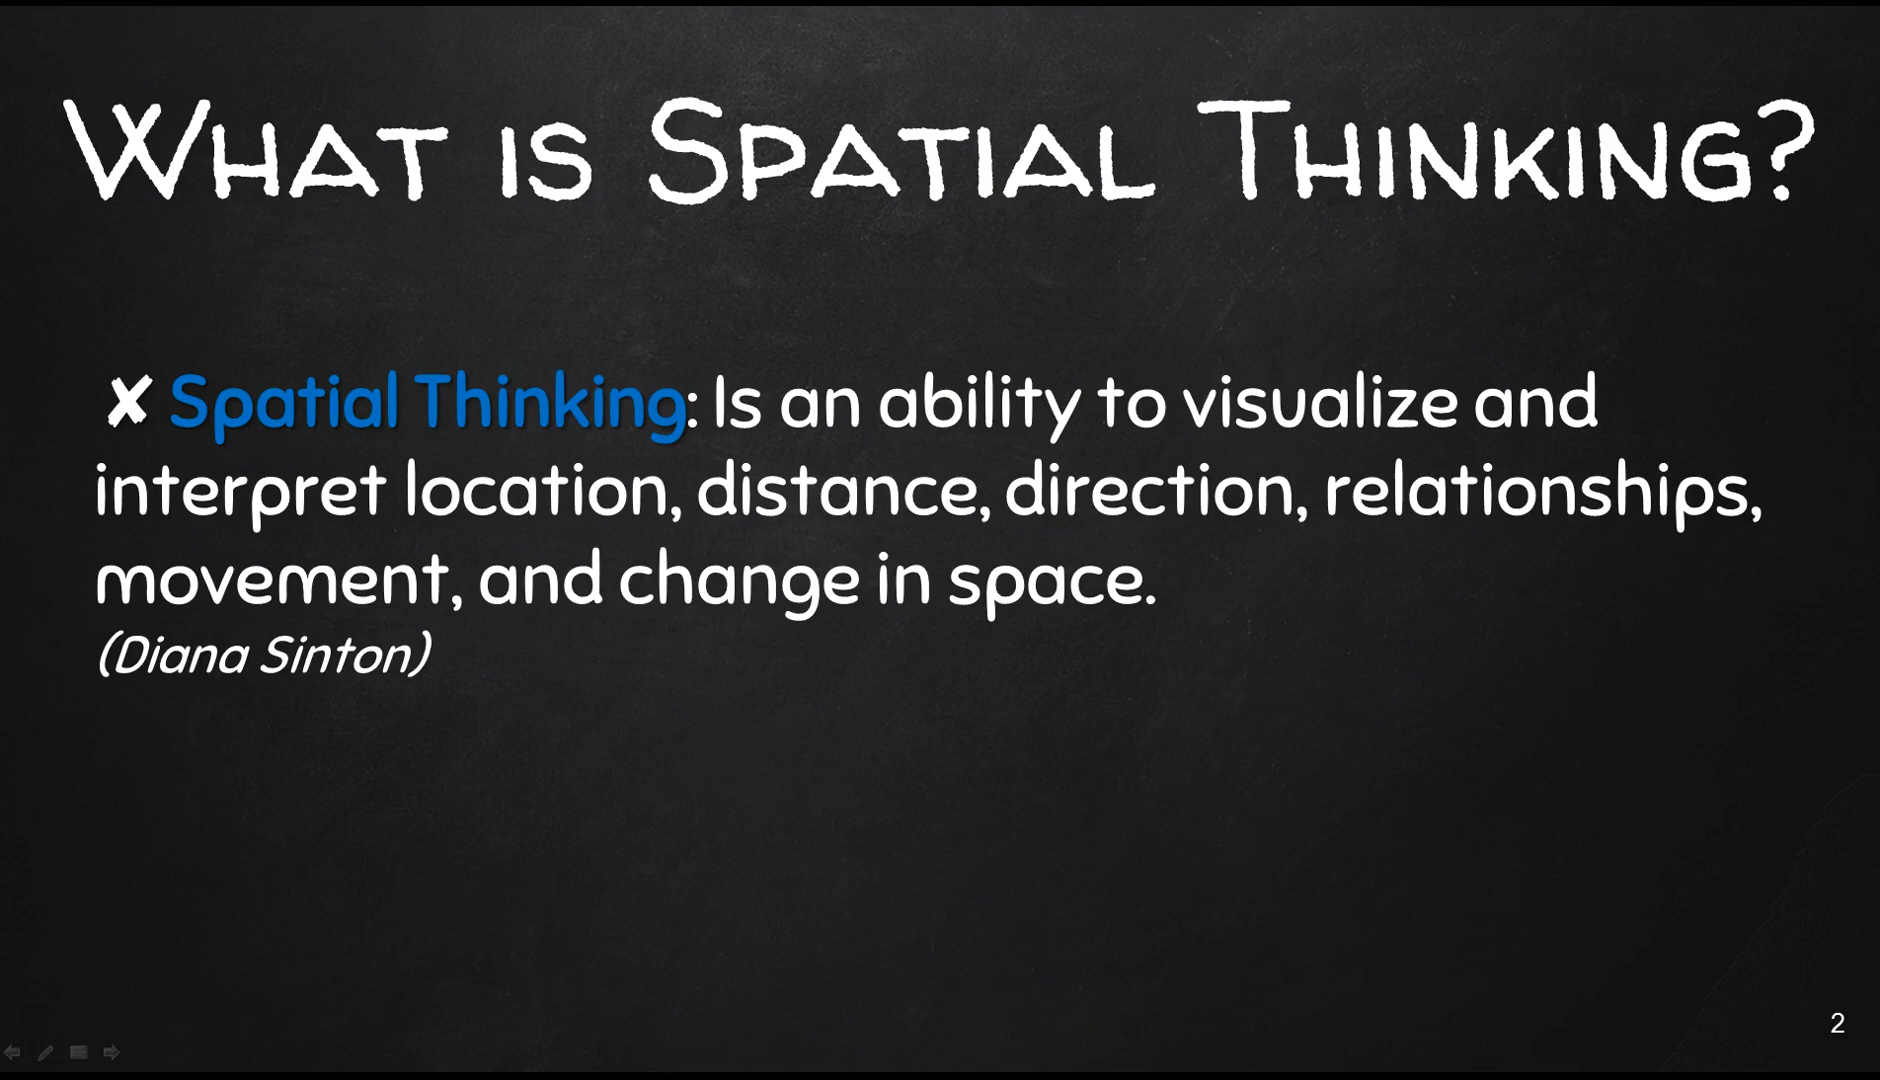 What is Spatial Thinking?
✘ Spatial Thinking: Is an ability to visualize and
interpret location, distance, direction, relationships,
movement, and change in space.
(Diana Sinton)
2